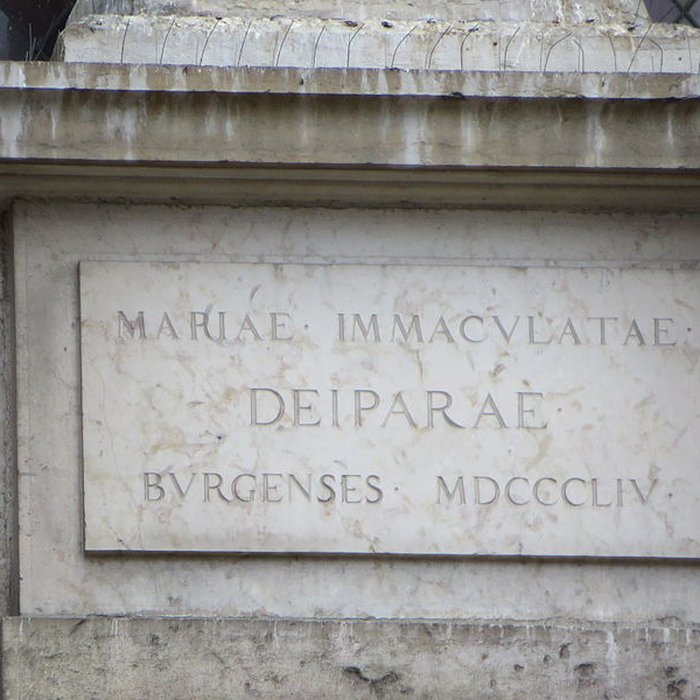 MARIAE · IMMACVLATAE ·
DEIPARAE ·
BVRGENSES · MDCCCLIV ·